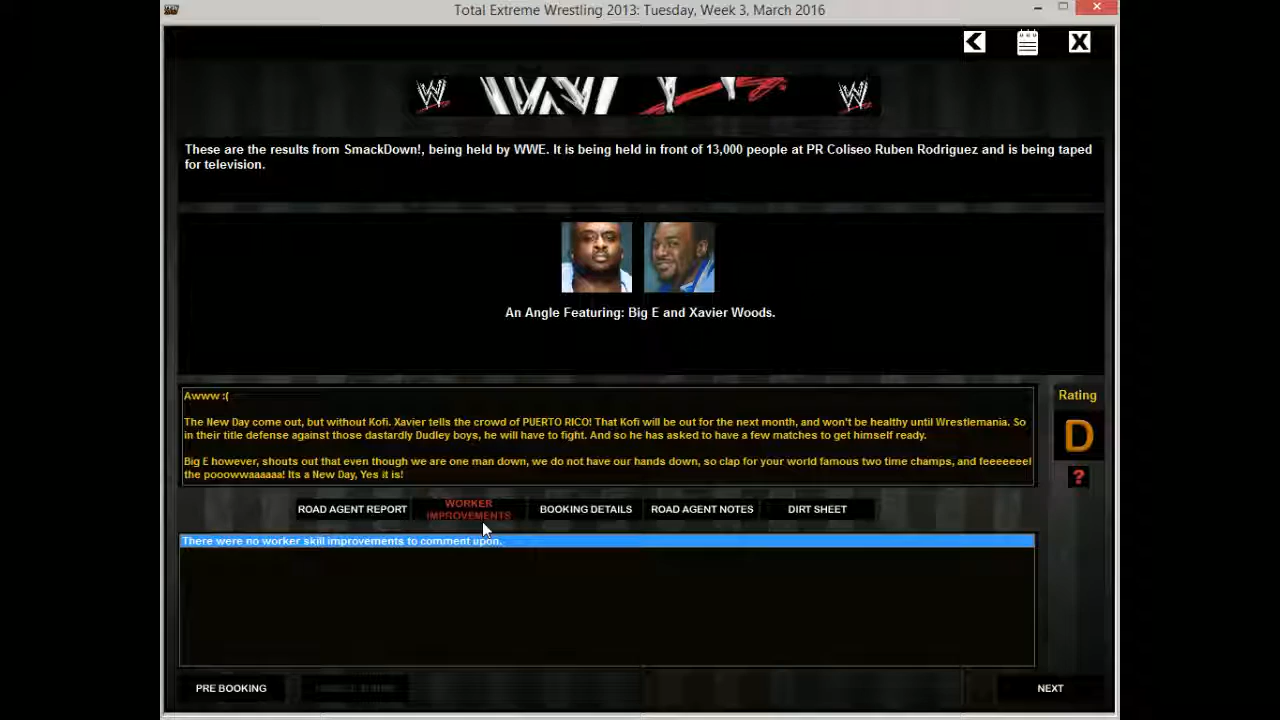 Total Extreme Wrestling 2013: Tuesday, Week 3, March 2016
These are the results from SmackDown!, being held by WWE. It is being held in front of 13,000 people at PR Coliseo Ruben Rodriguez and is being taped
for television.
An Angle Featuring: Big E and Xavier Woods.
Awww :(
The New Day come out, but without Kofi. Xavier tells the crowd of PUERTO RICO! That Kofi will be out for the next month, and won't be healthy until Wrestlemania. So
in their title defense against those dastardly Dudley boys, he will have to fight. And so he has asked to have a few matches to get himself ready.
Big E however, shouts out that even though we are one man down, we do not have our hands down, so clap for your world famous two time champs, and feeeeeeel
the pooowwaaaaaa! Its a New Day, Yes it is!
Rating
D
?
ROAD AGENT REPORT
WORKER
IMPROVEMENTS
BOOKING DETAILS
ROAD AGENT NOTES
DIRT SHEET
There were no worker skill improvements to comment upon.
PRE BOOKING
NEXT